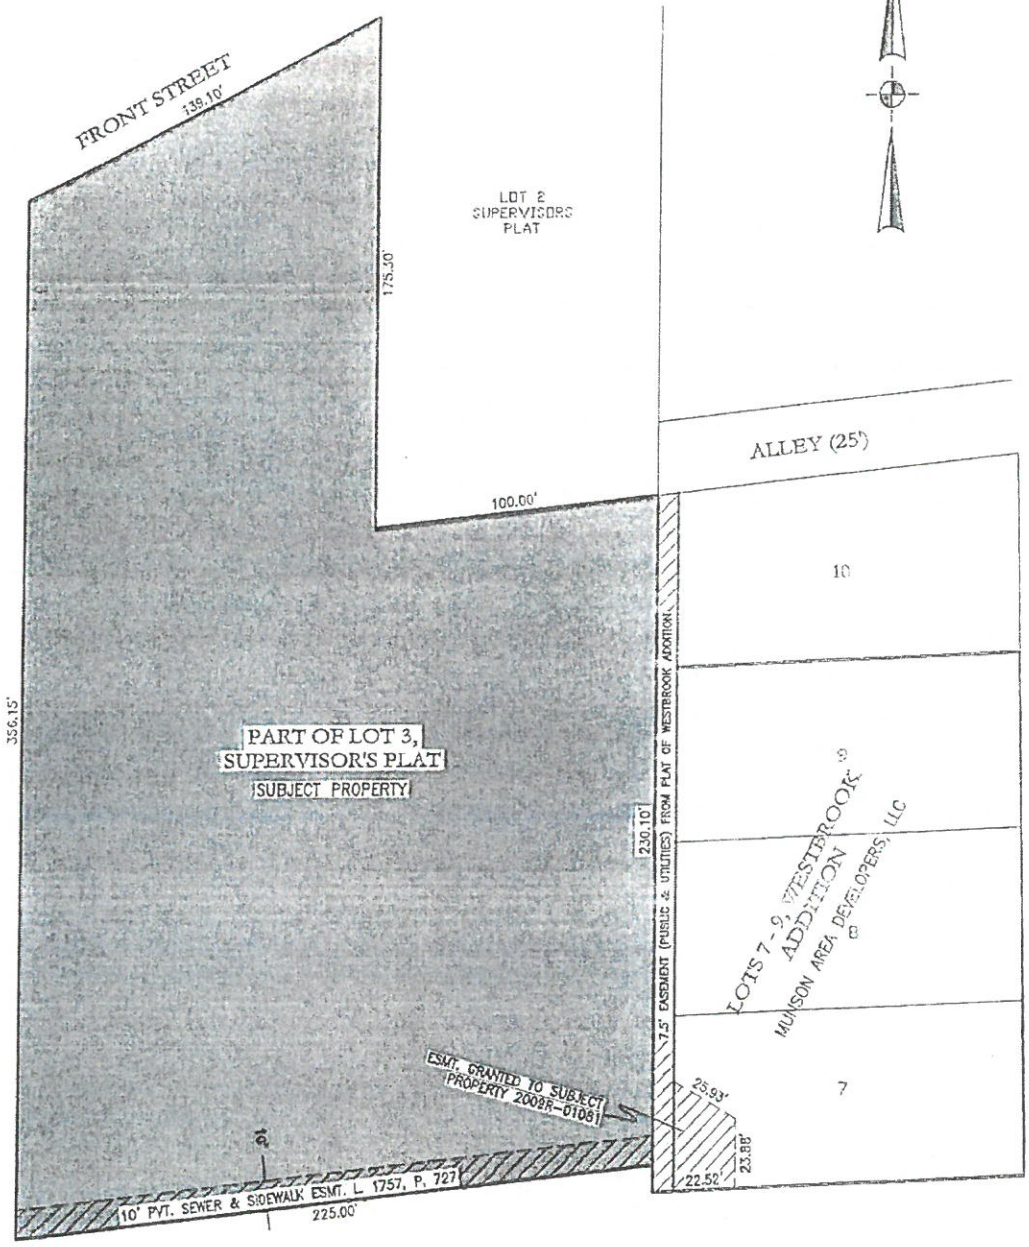 FRONT STREET
139.10'
LOT 2
SUPERVISORS
PLAT
175.30'
ALLEY (25')
100.00'
10
356.15'
PART OF LOT 3,
SUPERVISOR'S PLAT
SUBJECT PROPERTY
230.10'
7.5' EASEMENT (PUBLIC & UTILITIES) FROM PLAT OF WESTBROOK ADDITION
9
LOTS 7 - 9, WESTBROOK
ADDITION
8
MUNSON AREA DEVELOPERS, LLC
ESMT. GRANTED TO SUBJECT
PROPERTY 2002R-01081
25.93'
7
23.88'
22.52'
10'
10' PVT. SEWER & SIDEWALK ESMT. L 1757, P. 727
225.00'